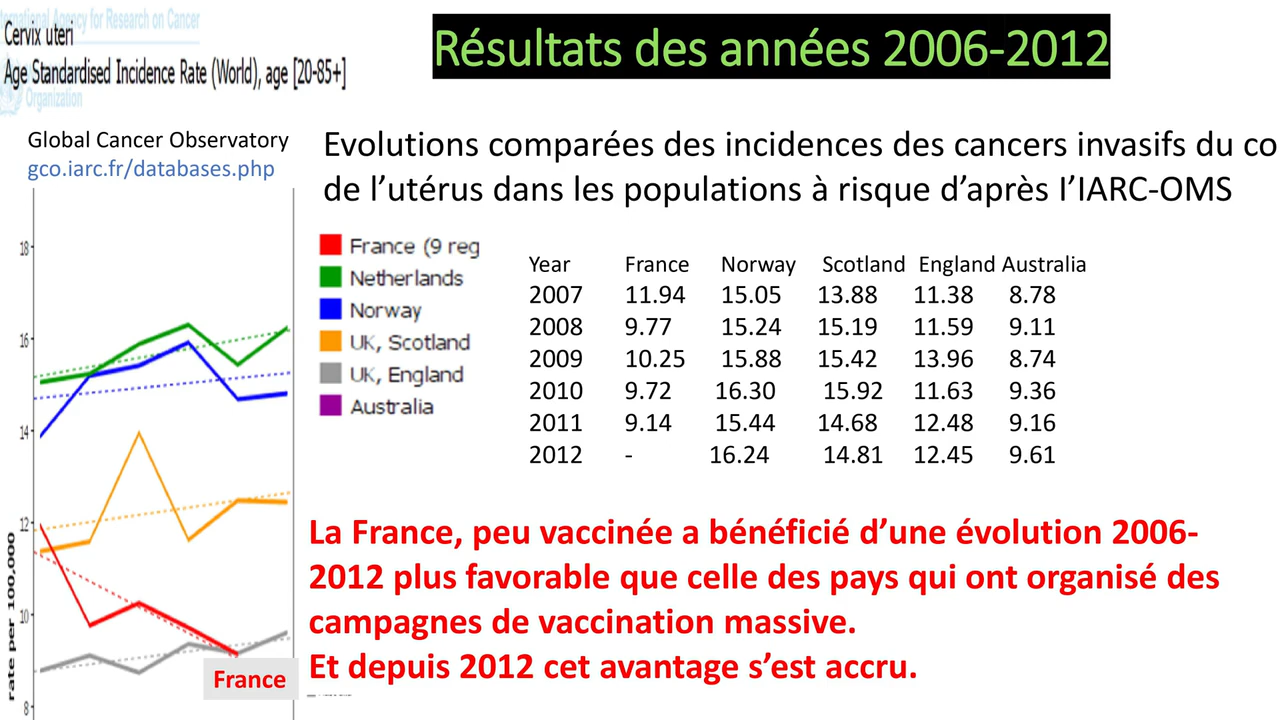 International Agency for Research on Cancer
Cervix uteri
Age Standardised Incidence Rate (World), age [20-85+]
Organization
Résultats des années 2006-2012
Global Cancer Observatory
gco.iarc.fr/databases.php
Evolutions comparées des incidences des cancers invasifs du co
de l’utérus dans les populations à risque d’après l’IARC-OMS
18
16
14
12
10
8
rate per 100,000
France (9 reg
Netherlands
Norway
UK, Scotland
UK, England
Australia
Year France Norway Scotland England Australia
2007 11.94 15.05 13.88 11.38 8.78
2008 9.77 15.24 15.19 11.59 9.11
2009 10.25 15.88 15.42 13.96 8.74
2010 9.72 16.30 15.92 11.63 9.36
2011 9.14 15.44 14.68 12.48 9.16
2012 - 16.24 14.81 12.45 9.61
La France, peu vaccinée a bénéficié d’une évolution 2006-
2012 plus favorable que celle des pays qui ont organisé des
campagnes de vaccination massive.
Et depuis 2012 cet avantage s’est accru.
France